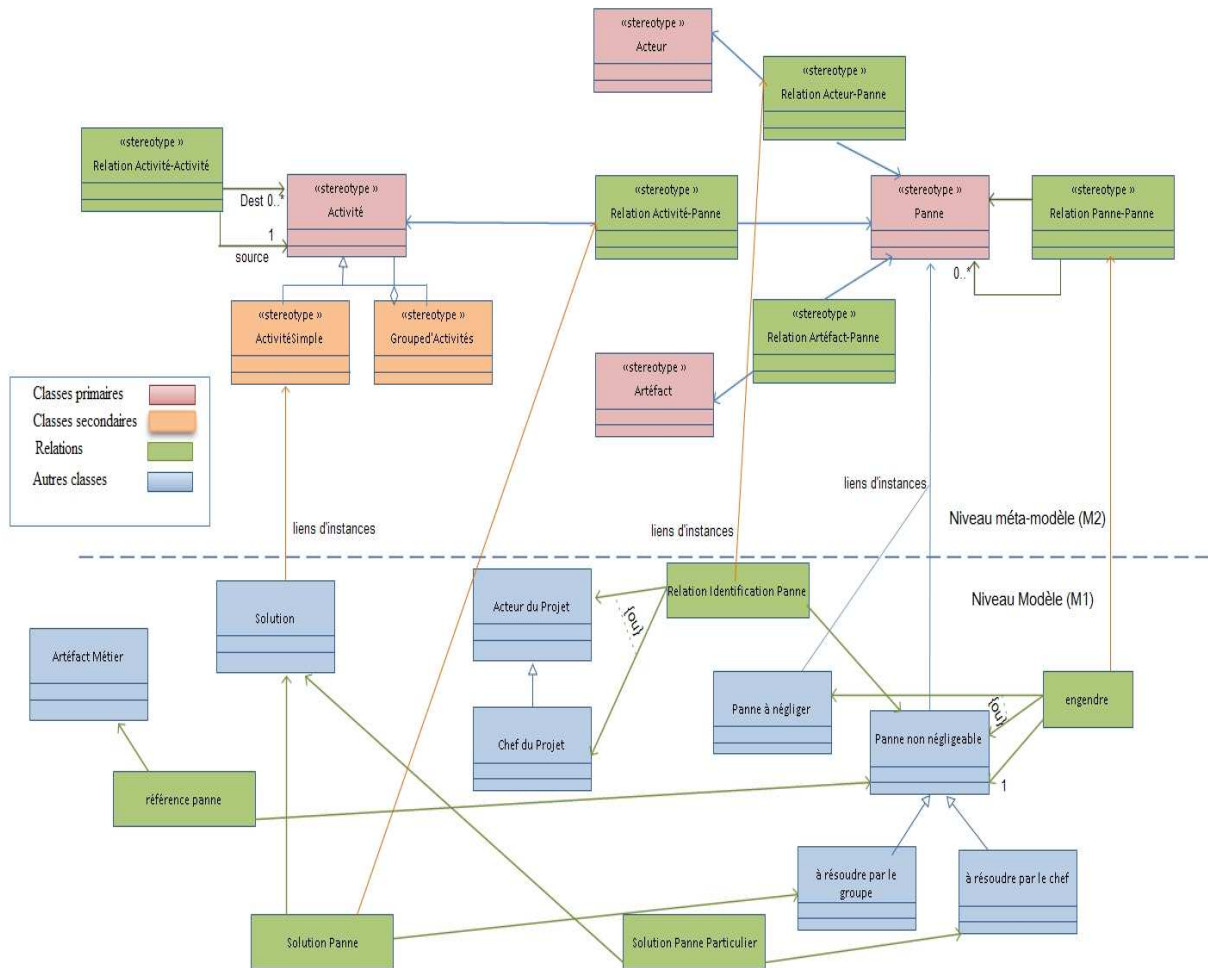 «stereotype »
Acteur
«stereotype »
Relation Acteur-Panne
«stereotype »
Relation Activité-Activité
Dest 0..*
1
source
«stereotype »
Activité
«stereotype »
Relation Activité-Panne
«stereotype »
Panne
«stereotype »
Relation Panne-Panne
0..*
«stereotype »
ActivitéSimple
«stereotype »
Grouped'Activités
«stereotype »
Relation Artéfact-Panne
«stereotype »
Artéfact
Classes primaires
Classes secondaires
Relations
Autres classes
liens d'instances
liens d'instances
liens d'instances
Niveau méta-modèle (M2)
Niveau Modèle (M1)
Solution
Acteur du Projet
{ou}
Relation Identification Panne
Artéfact Métier
Chef du Projet
Panne à négliger
Panne non négligeable
{ou}
engendre
1
référence panne
à résoudre par le
groupe
à résoudre par le chef
Solution Panne
Solution Panne Particulier